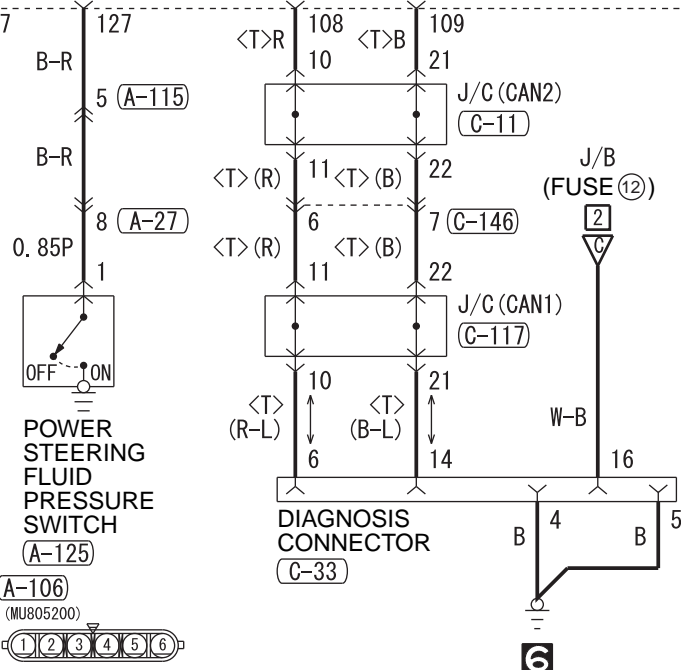 7 127 <T>R 108 <T>B 109
B-R 10 21
5 A-115 J/C(CAN2)
C-11
B-R <T>(R) 11 <T>(B) 22 J/B
(FUSE 12)
8 A-27 6 7 C-146 2
0.85P <T>(R) <T>(B) C
1 11 22
J/C(CAN1)
C-117
OFF ON 10 21
<T> <T>
(R-L) (B-L) W-B
6 14 16
POWER
STEERING
FLUID
PRESSURE
SWITCH
A-125
DIAGNOSIS
CONNECTOR
C-33
4 5
B B
A-106
(MU805200)
1 2 3 4 5 6
6